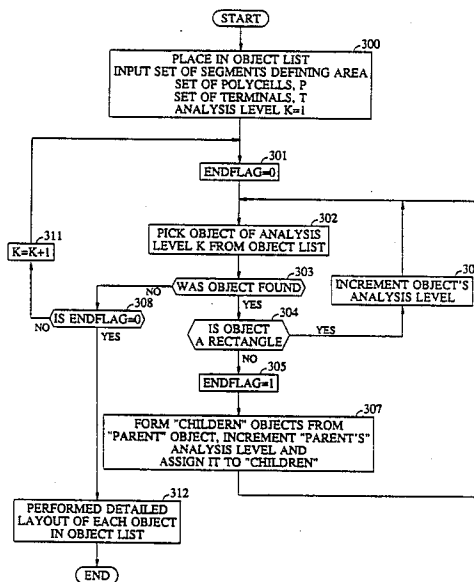 START
300
PLACE IN OBJECT LIST
INPUT SET OF SEGMENTS DEFINING AREA
SET OF POLYCELLS, P
SET OF TERMINALS, T
ANALYSIS LEVEL K=1
301
ENDFLAG=0
302
PICK OBJECT OF ANALYSIS
LEVEL K FROM OBJECT LIST
311
K=K+1
303
WAS OBJECT FOUND
NO
YES
30
INCREMENT OBJECT'S
ANALYSIS LEVEL
308
IS ENDFLAG=0
NO
YES
304
IS OBJECT
A RECTANGLE
YES
NO
305
ENDFLAG=1
307
FORM "CHILDERN" OBJECTS FROM
"PARENT" OBJECT, INCREMENT "PARENT'S"
ANALYSIS LEVEL AND
ASSIGN IT TO "CHILDREN"
312
PERFORMED DETAILED
LAYOUT OF EACH OBJECT
IN OBJECT LIST
END